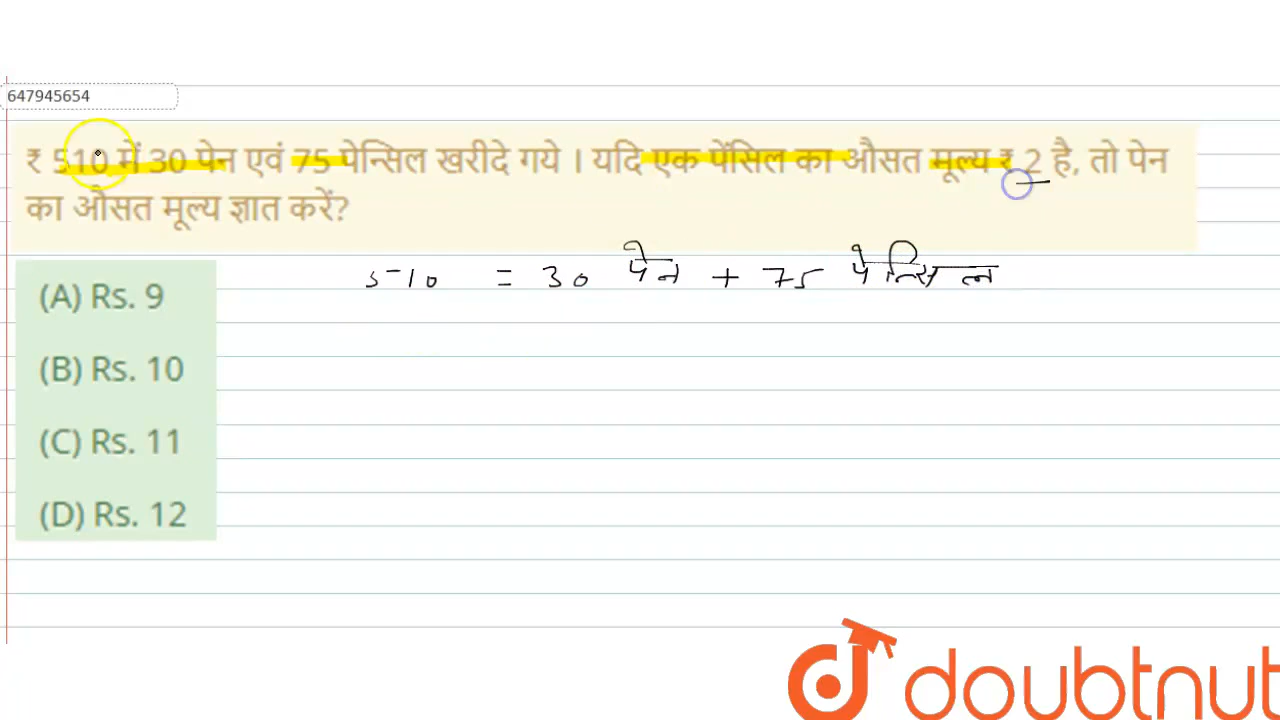 647945654
₹ 510 में 30 पेन एवं 75 पेन्सिल खरीदे गये । यदि एक पेंसिल का औसत मूल्य ₹ 2 है, तो पेन
का औसत मूल्य ज्ञात करें?
510 = 30 पेन + 75 पेन्सिल
(A) Rs. 9
(B) Rs. 10
(C) Rs. 11
(D) Rs. 12
doubtnut